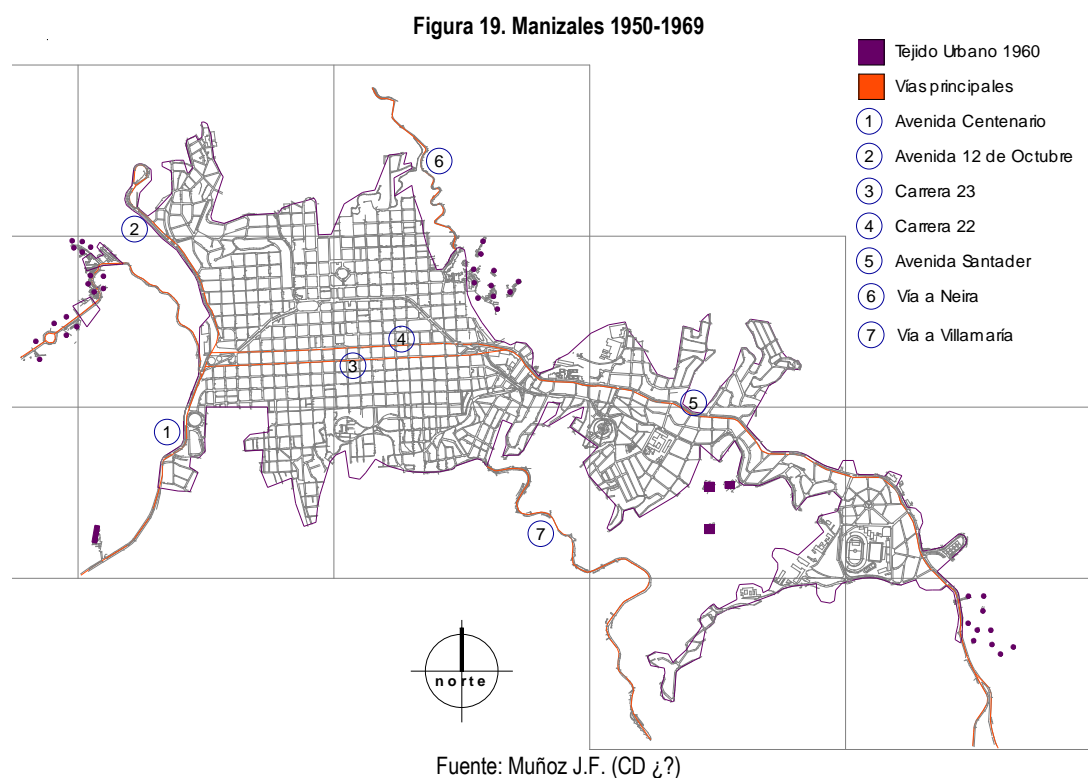 Figura 19. Manizales 1950-1969
Tejido Urbano 1960
Vías principales
1 Avenida Centenario
2 Avenida 12 de Octubre
3 Carrera 23
4 Carrera 22
5 Avenida Santader
6 Vía a Neira
7 Vía a Villamaría
6
2
4
3
5
1
7
norte
Fuente: Muñoz J.F. (CD ¿?)